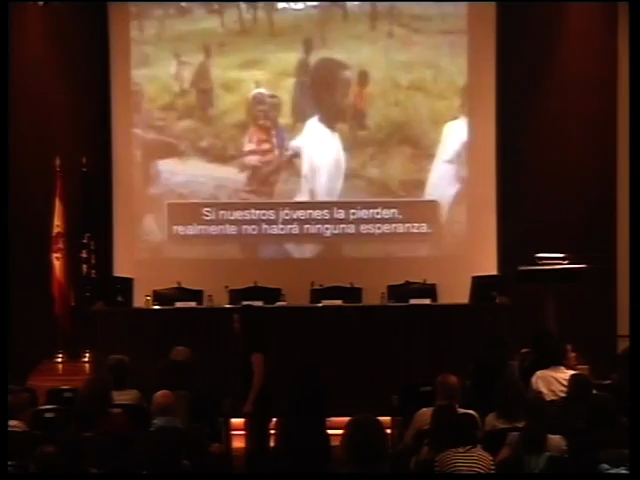 Si nuestros jóvenes la pierden,
realmente no habrá ninguna esperanza.